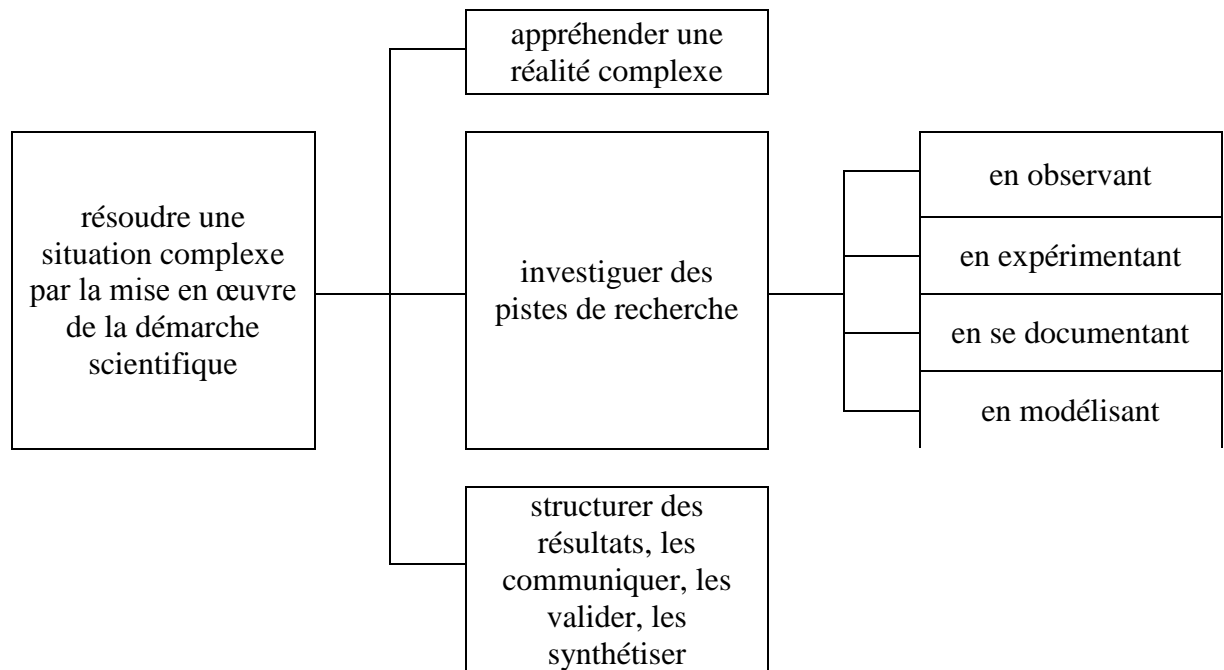 appréhender une
réalité complexe
résoudre une
situation complexe
par la mise en œuvre
de la démarche
scientifique
investiguer des
pistes de recherche
en observant
en expérimentant
en se documentant
en modélisant
structurer des
résultats, les
communiquer, les
valider, les
synthétiser